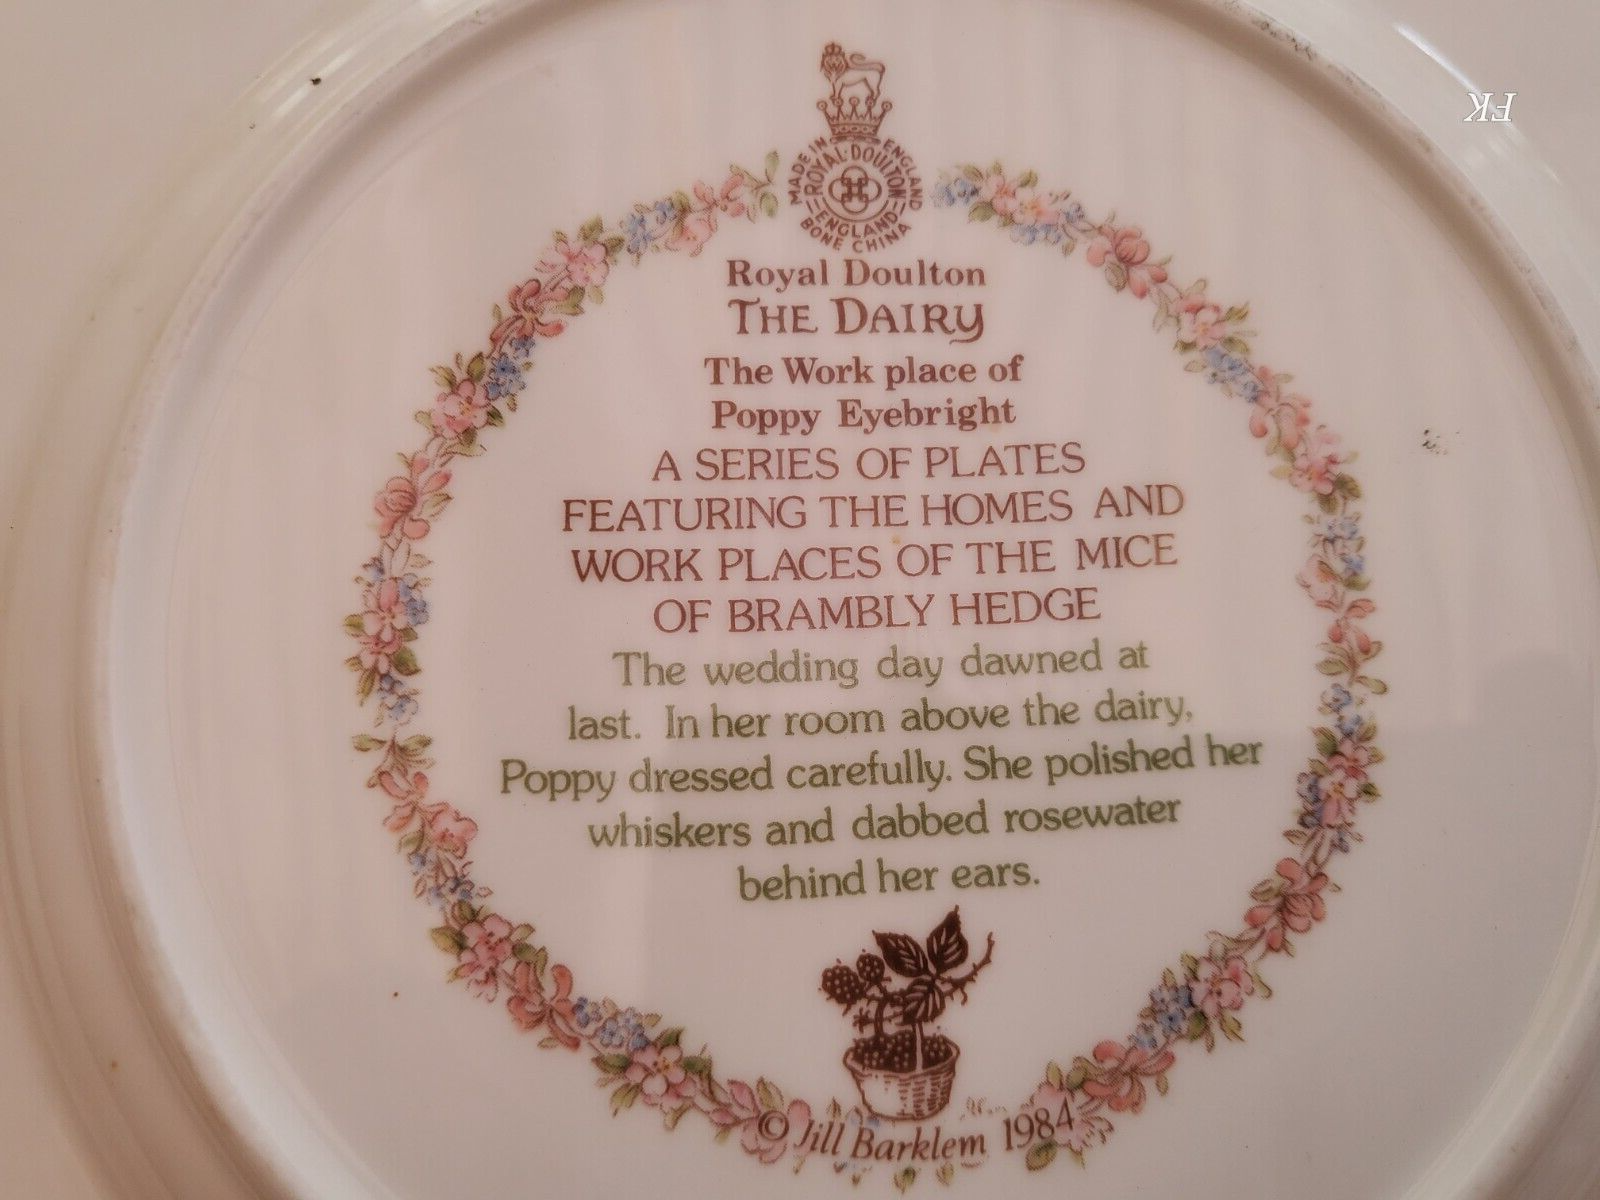 MADE IN ENGLAND
ROYAL·DOULTON
ENGLAND
BONE CHINA
Royal Doulton
THE DAIRY
The Work place of
Poppy Eyebright
A SERIES OF PLATES
FEATURING THE HOMES AND
WORK PLACES OF THE MICE
OF BRAMBLY HEDGE
The wedding day dawned at
last. In her room above the dairy,
Poppy dressed carefully. She polished her
whiskers and dabbed rosewater
behind her ears.
© Jill Barklem 1984
FK